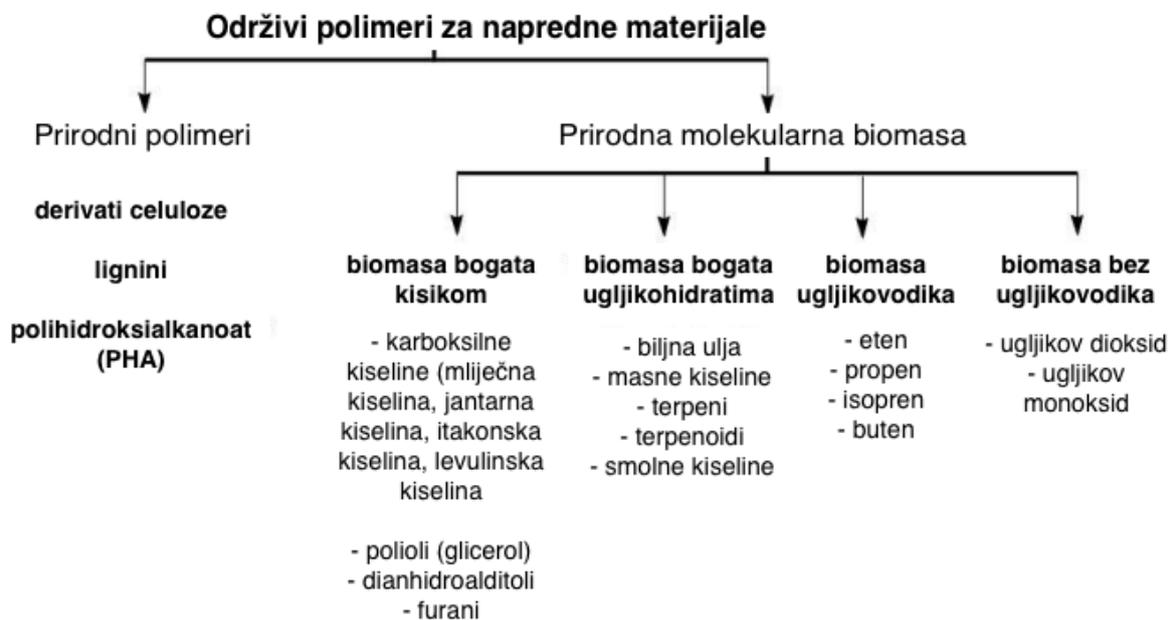 Održivi polimeri za napredne materijale
Prirodni polimeri
derivati celuloze
lignini
polihidroksialkanoat
(PHA)
Prirodna molekularna biomasa
biomasa bogata
kisikom
- karboksilne
kiseline (mliječna
kiselina, jantarna
kiselina, itakonska
kiselina, levulinska
kiselina
- polioli (glicerol)
- dianhidroalditoli
- furani
biomasa bogata
ugljikohidratima
- biljna ulja
- masne kiseline
- terpeni
- terpenoidi
- smolne kiseline
biomasa
ugljikovodika
- eten
- propen
- isopren
- buten
biomasa bez
ugljikovodika
- ugljikov dioksid
- ugljikov
monoksid